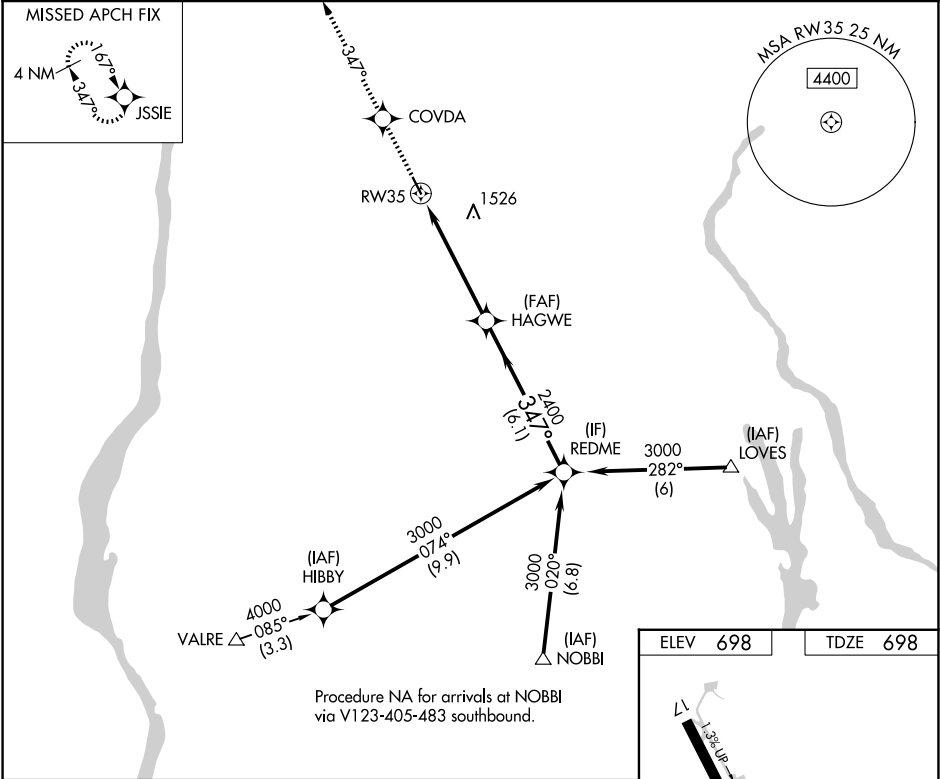 MISSED APCH FIX
4 NM
167°
347°
JSSIE
347°
COVDA
RW35
1526
MSA RW35 25 NM
4400
(FAF)
HAGWE
2400
347°
(6.1)
(IF)
REDME
3000
282°
(6)
(IAF)
LOVES
3000
074°
(9.9)
(IAF)
HIBBY
4000
085°
(3.3)
VALRE
3000
020°
(6.8)
(IAF)
NOBBI
Procedure NA for arrivals at NOBBI
via V123-405-483 southbound.
ELEV 698
TDZE 698
17
1.3% UP